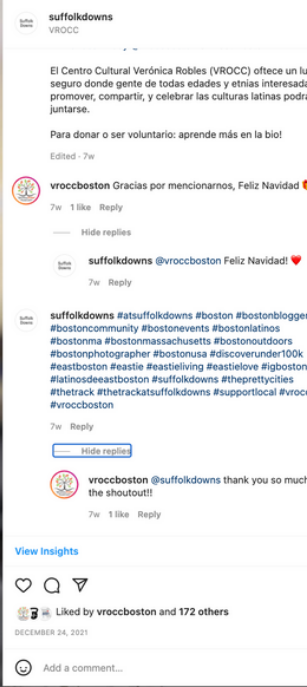 suffolkdowns
VROCC
El Centro Cultural Verónica Robles (VROCC) oftece un lu
seguro donde gente de todas edades y etnias interesada
promover, compartir, y celebrar las culturas latinas podra
juntarse.
Para donar o ser voluntario: aprende más en la bio!
Edited · 7w
vroccboston Gracias por mencionarnos, Feliz Navidad
7w 1 like Reply
Hide replies
suffolkdowns @vroccboston Feliz Navidad! ❤️
7w Reply
suffolkdowns #atsuffolkdowns #boston #bostonblogger
#bostoncommunity #bostonevents #bostonlatinos
#bostonma #bostonmassachusetts #bostonoutdoors
#bostonphotographer #bostonusa #discoverunder100k
#eastboston #eastie #eastieliving #eastielove #igboston
#latinosdeeastboston #suffolkdowns #theprettycities
#thetrack #thetrackatsuffolkdowns #supportlocal #vroc
#vroccboston
7w Reply
Hide replies
vroccboston @suffolkdowns thank you so much
the shoutout!!
7w 1 like Reply
View Insights
Liked by vroccboston and 172 others
DECEMBER 24, 2021
Add a comment...